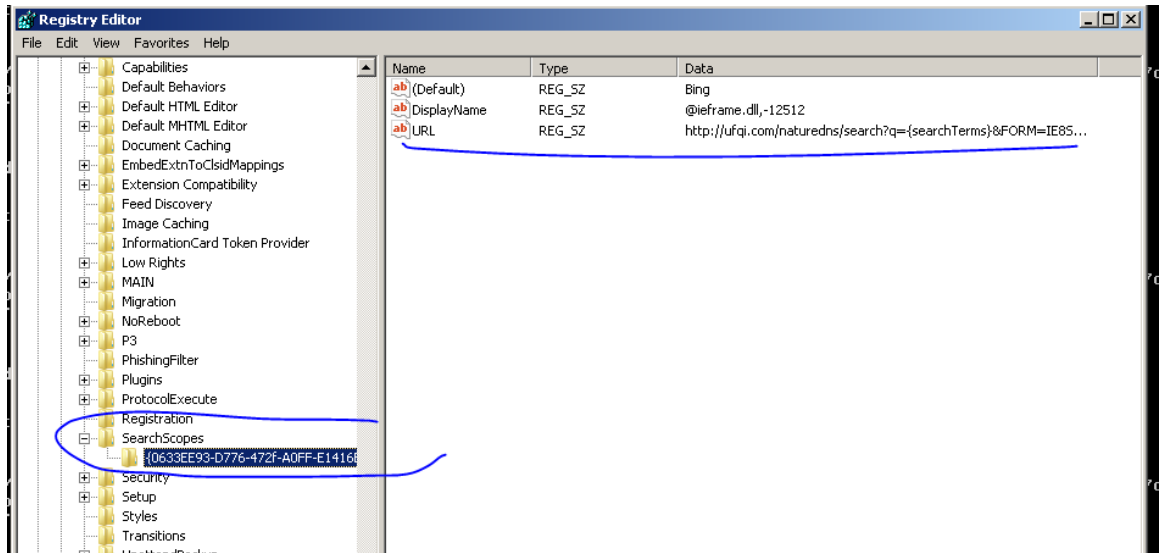 Registry Editor
File Edit View Favorites Help
Capabilities
Default Behaviors
Default HTML Editor
Default MHTML Editor
Document Caching
EmbedExtnToClsidMappings
Extension Compatibility
Feed Discovery
Image Caching
InformationCard Token Provider
Low Rights
MAIN
Migration
NoReboot
P3
PhishingFilter
Plugins
ProtocolExecute
Registration
SearchScopes
{0633EE93-D776-472f-A0FF-E1416
Security
Setup
Styles
Transitions
Name Type Data
(Default) REG_SZ Bing
DisplayName REG_SZ @ieframe.dll,-12512
URL REG_SZ http://ufqi.com/naturedns/search?q={searchTerms}&FORM=IE8S...